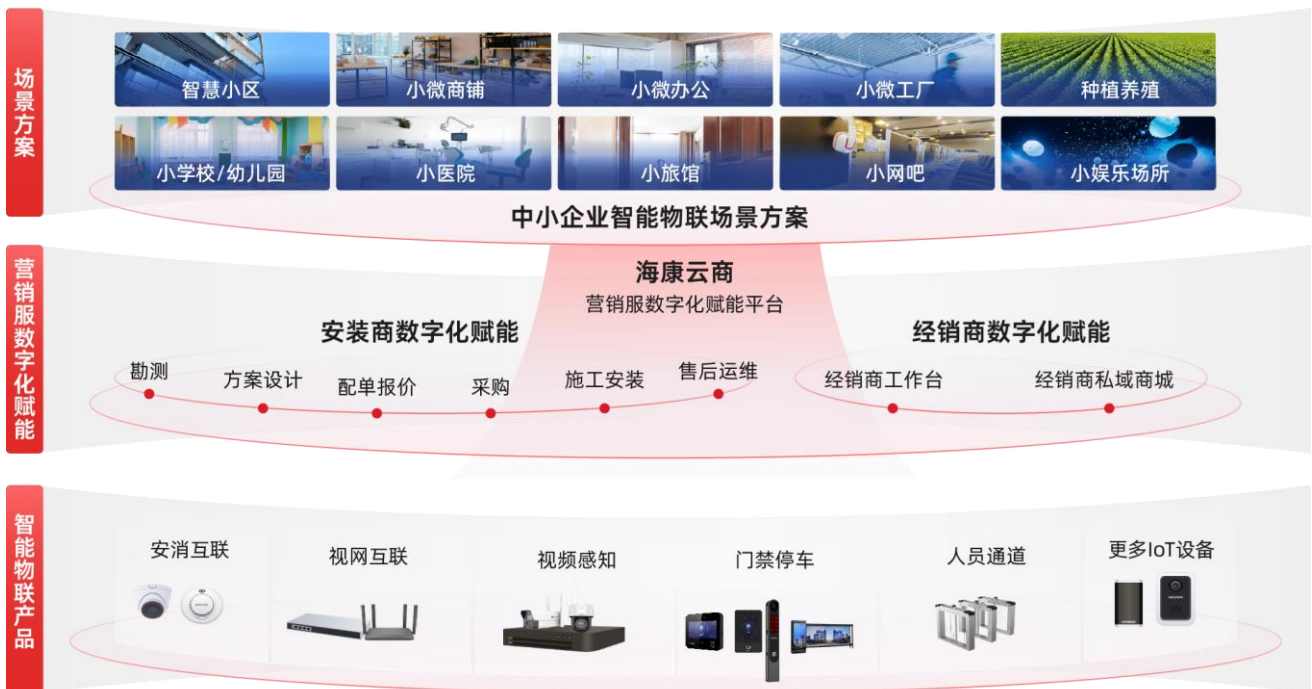 场景方案
智慧小区
小微商铺
小微办公
小微工厂
种植养殖
小学校/幼儿园
小医院
小旅馆
小网吧
小娱乐场所
中小企业智能物联场景方案
营销服数字化赋能
海康云商
营销服数字化赋能平台
安装商数字化赋能
经销商数字化赋能
勘测
方案设计
配单报价
采购
施工安装
售后运维
经销商工作台
经销商私域商城
智能物联产品
安消互联
视网互联
视频感知
门禁停车
人员通道
更多IoT设备